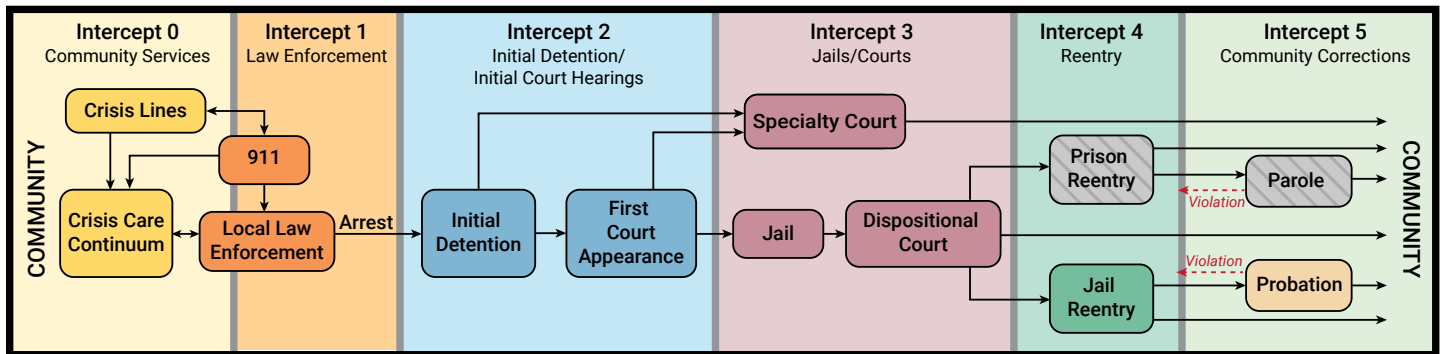 Intercept 0
Community Services
Intercept 1
Law Enforcement
Intercept 2
Initial Detention/
Initial Court Hearings
Intercept 3
Jails/Courts
Intercept 4
Reentry
Intercept 5
Community Corrections
COMMUNITY
Crisis Lines
911
Crisis Care
Continuum
Local Law
Enforcement
Arrest
Initial
Detention
First
Court
Appearance
Specialty Court
Jail
Dispositional
Court
Prison
Reentry
Violation
Parole
Jail
Reentry
Violation
Probation
COMMUNITY